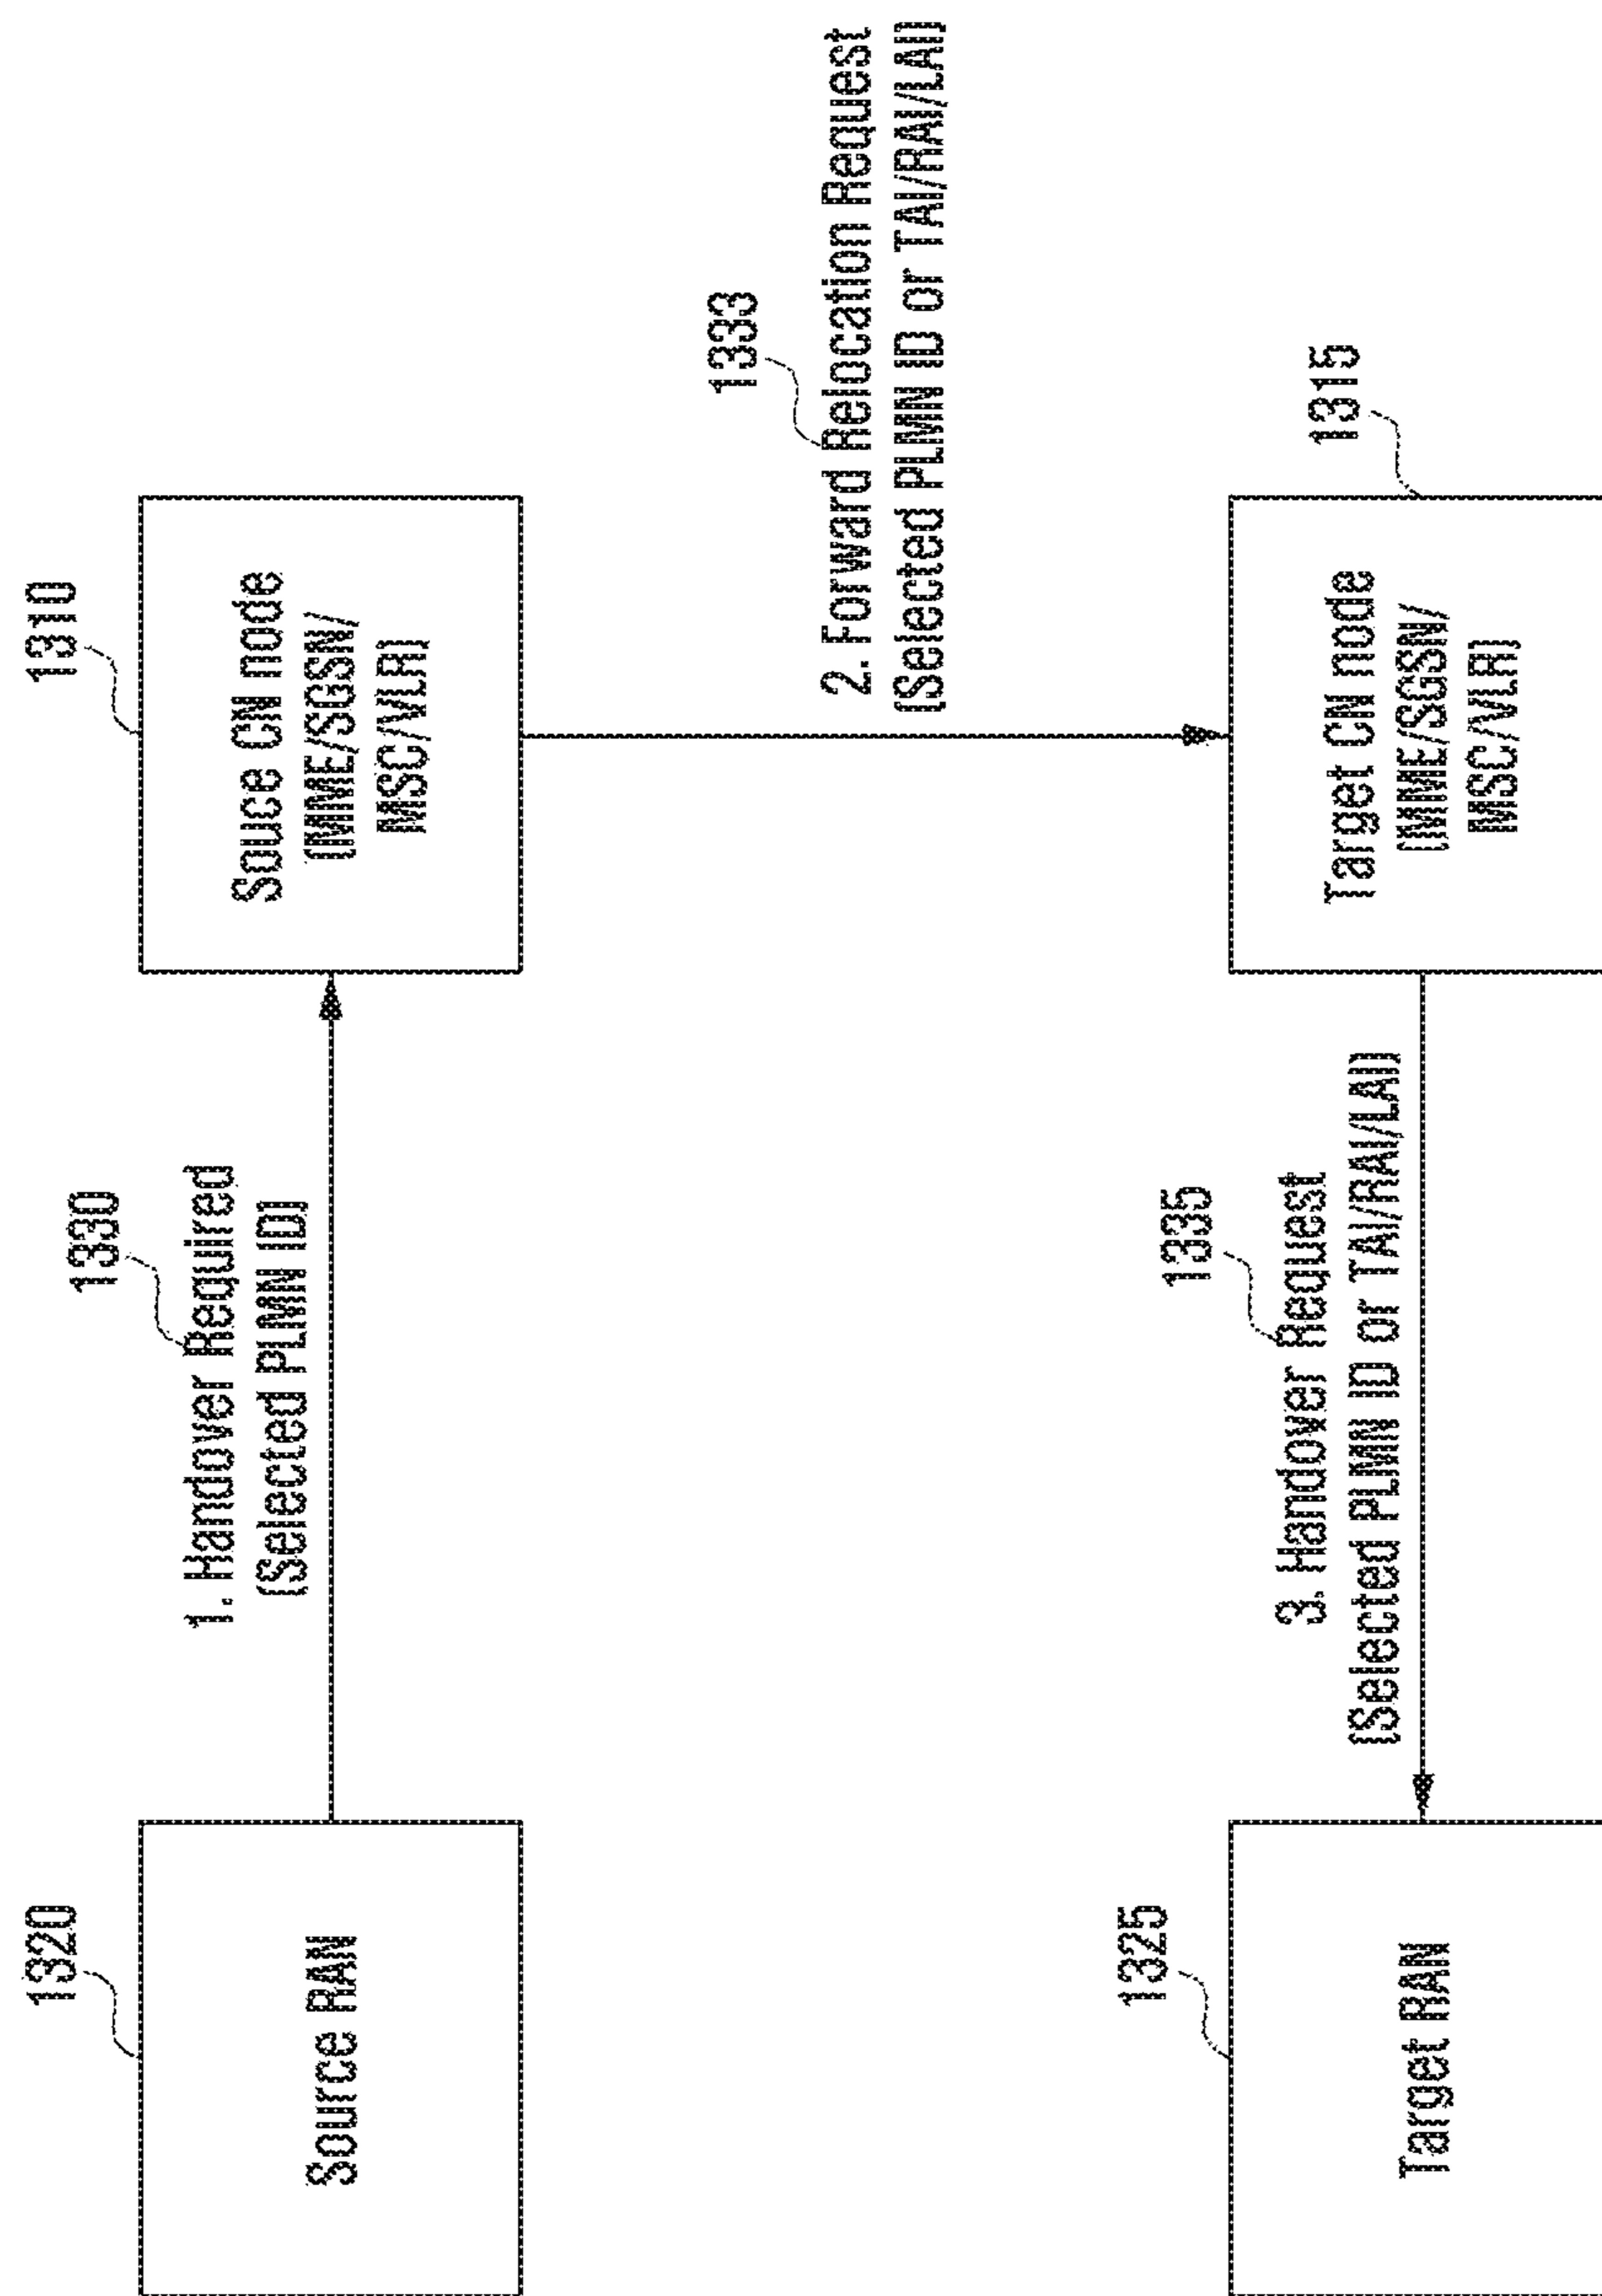 1320
Source RAN
1330
1. Handover Required
(Selected PLMN ID)
1310
Souce CN node
(MME/SGSN/
MSC/VLR)
1333
2. Forward Relocation Request
(Selected PLMN ID or TAI/RAI/LAI)
1325
Target RAN
1335
3. Handover Request
(Selected PLMN ID or TAI/RAI/LAI)
1315
Target CN node
(MME/SGSN/
MSC/VLR)